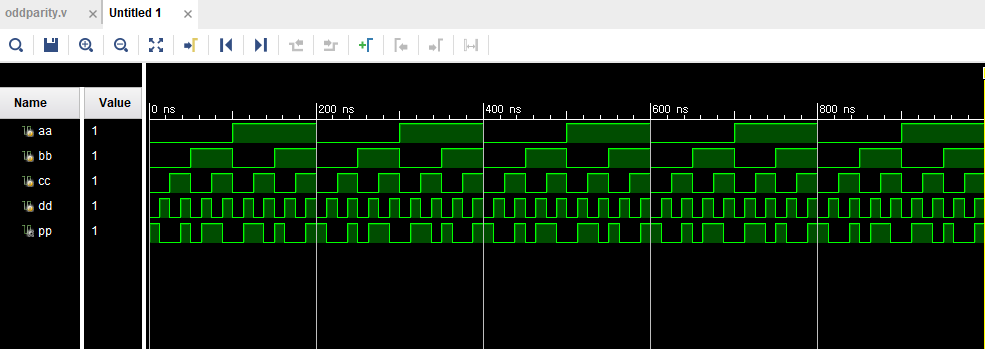 oddparity.v
Untitled 1
Name Value
0 ns 200 ns 400 ns 600 ns 800 ns
aa 1
bb 1
cc 1
dd 1
pp 1